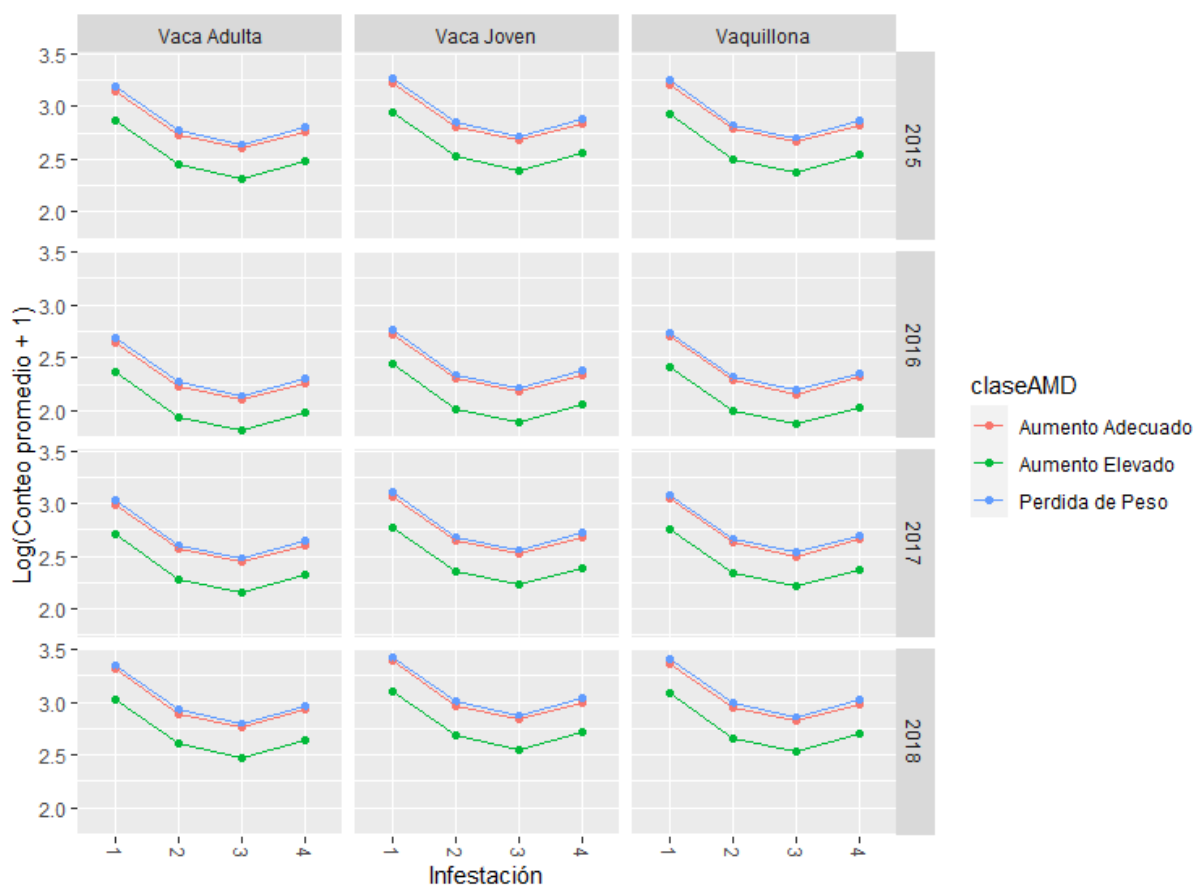 Vaca Adulta
Vaca Joven
Vaquillona
Log(Conteo promedio + 1)
3.5
3.0
2.5
2.0
2015
3.5
3.0
2.5
2.0
2016
3.5
3.0
2.5
2.0
2017
3.5
3.0
2.5
2.0
2018
1 2 3 4
1 2 3 4
1 2 3 4
Infestación
claseAMD
Aumento Adecuado
Aumento Elevado
Perdida de Peso